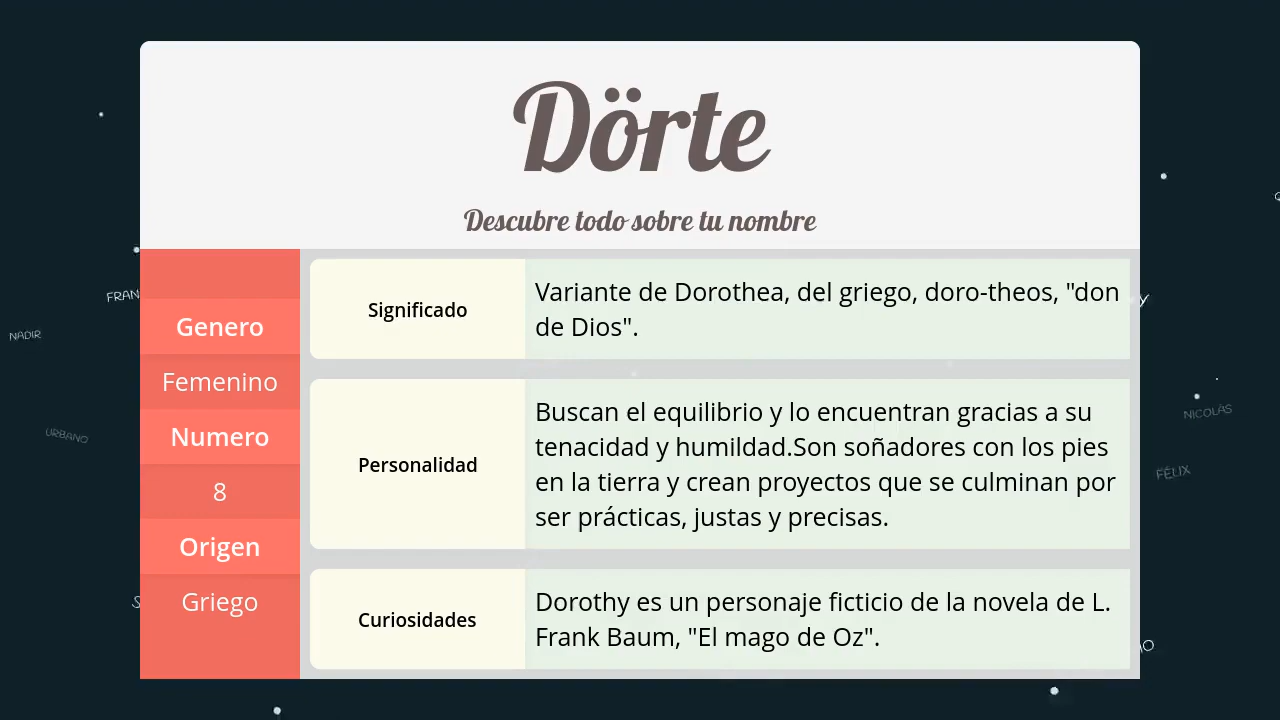 Dörte
Descubre todo sobre tu nombre
Genero
Femenino
Numero
8
Origen
Griego
Significado
Variante de Dorothea, del griego, doro-theos, "don
de Dios".
Personalidad
Buscan el equilibrio y lo encuentran gracias a su
tenacidad y humildad.Son soñadores con los pies
en la tierra y crean proyectos que se culminan por
ser prácticas, justas y precisas.
Curiosidades
Dorothy es un personaje ficticio de la novela de L.
Frank Baum, "El mago de Oz".
FRAN
NADIR
URBANO
NICOLÁS
FÉLIX